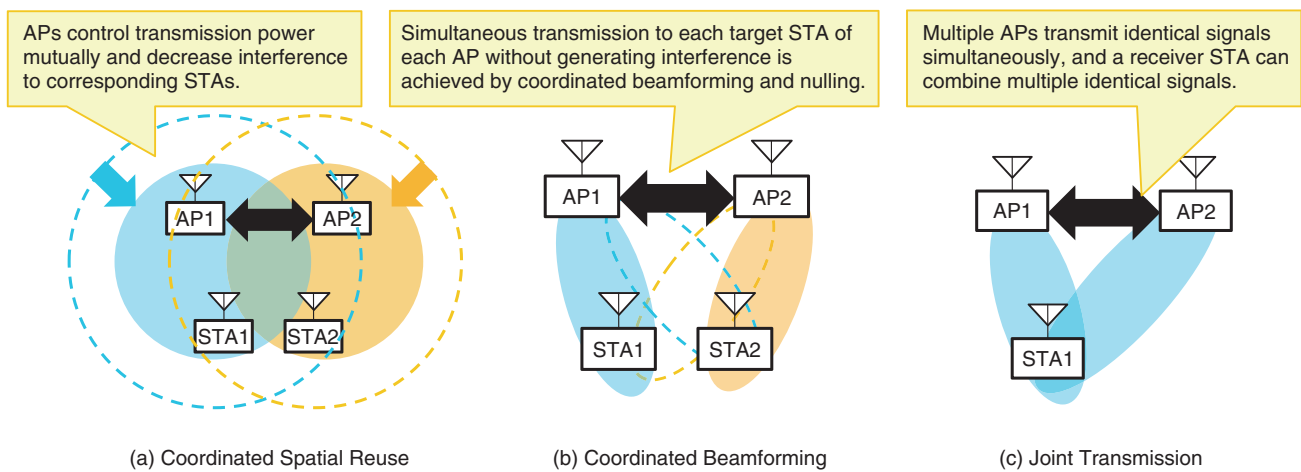 APs control transmission power
mutually and decrease interference
to corresponding STAs.
AP1
AP2
STA1
STA2
(a) Coordinated Spatial Reuse
Simultaneous transmission to each target STA of
each AP without generating interference is
achieved by coordinated beamforming and nulling.
AP1
AP2
STA1
STA2
(b) Coordinated Beamforming
Multiple APs transmit identical signals
simultaneously, and a receiver STA can
combine multiple identical signals.
AP1
AP2
STA1
(c) Joint Transmission